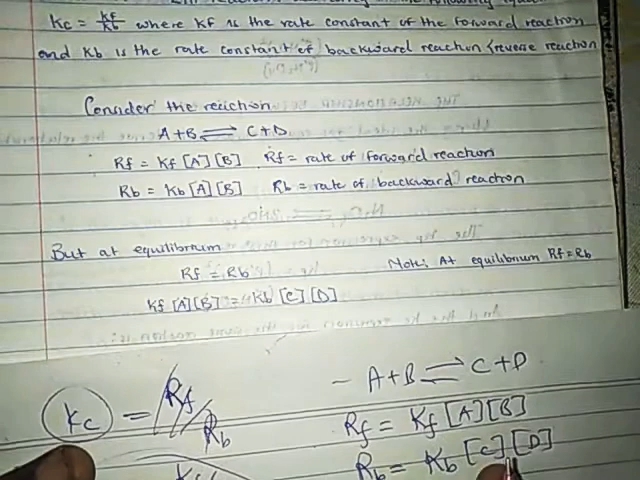 Kc = Kf/Kb where Kf is the rate constant of the forward reaction
and Kb is the rate constant of backward reaction (reverse reaction
Consider the reaction
A+B ⇌ C+D
Rf = Kf [A] [B] Rf = rate of forward reaction
Rb = Kb [A] [B] Rb = rate of backward reaction
But at equilibrium
Rf = Rb Note: At equilibrium Rf = Rb
Kf [A] [B] = Kb [C] [D]
- A+B ⇌ C+D
Kc = Rf/Rb
Rf = Kf [A] [B]
Rb = Kb [C] [D]